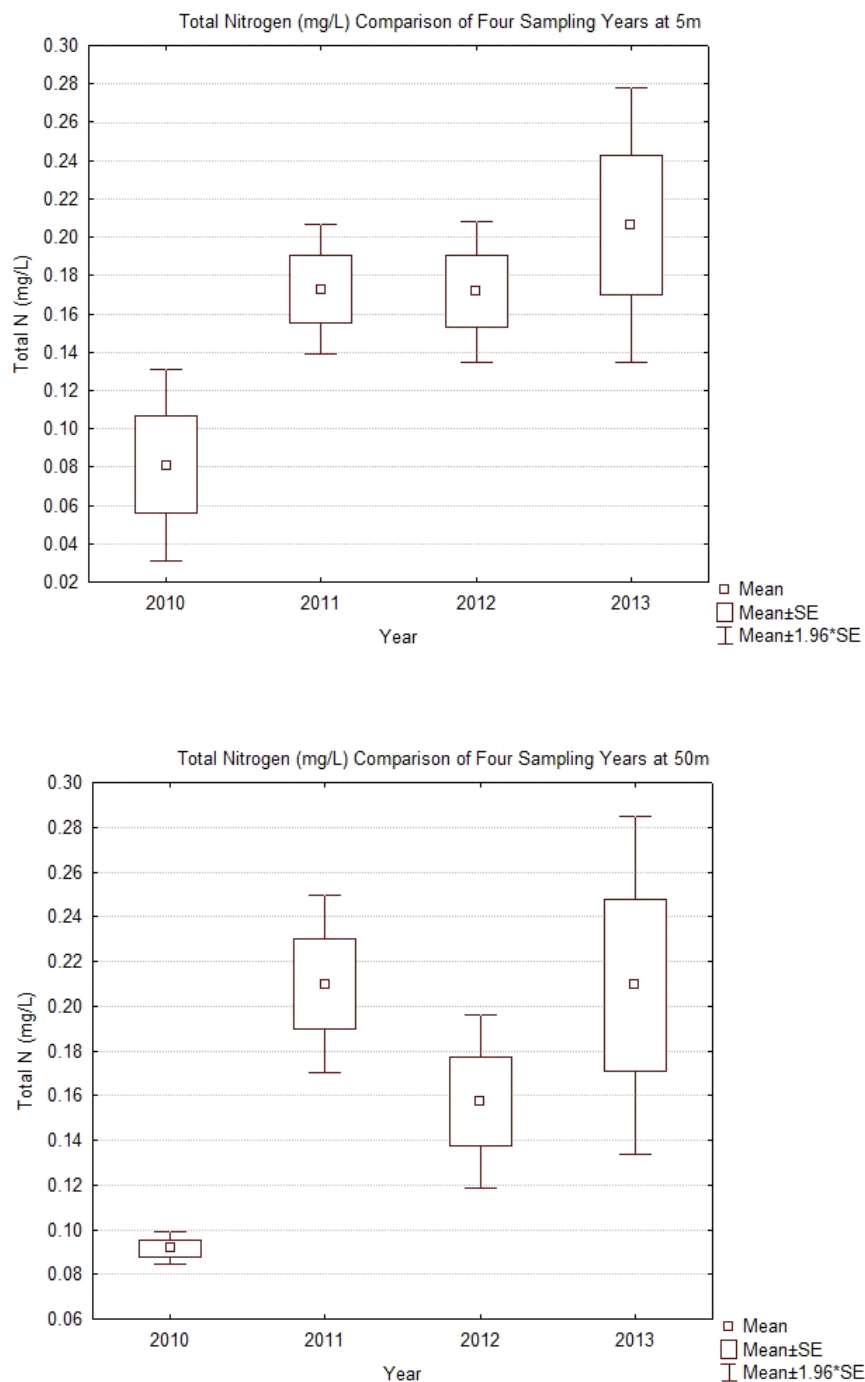 Total Nitrogen (mg/L) Comparison of Four Sampling Years at 5m
0.30
0.28
0.26
0.24
0.22
0.20
0.18
0.16
0.14
0.12
0.10
0.08
0.06
0.04
0.02
Total N (mg/L)
2010 2011 2012 2013
Year
Mean
Mean±SE
Mean±1.96*SE
Total Nitrogen (mg/L) Comparison of Four Sampling Years at 50m
0.30
0.28
0.26
0.24
0.22
0.20
0.18
0.16
0.14
0.12
0.10
0.08
0.06
Total N (mg/L)
2010 2011 2012 2013
Year
Mean
Mean±SE
Mean±1.96*SE